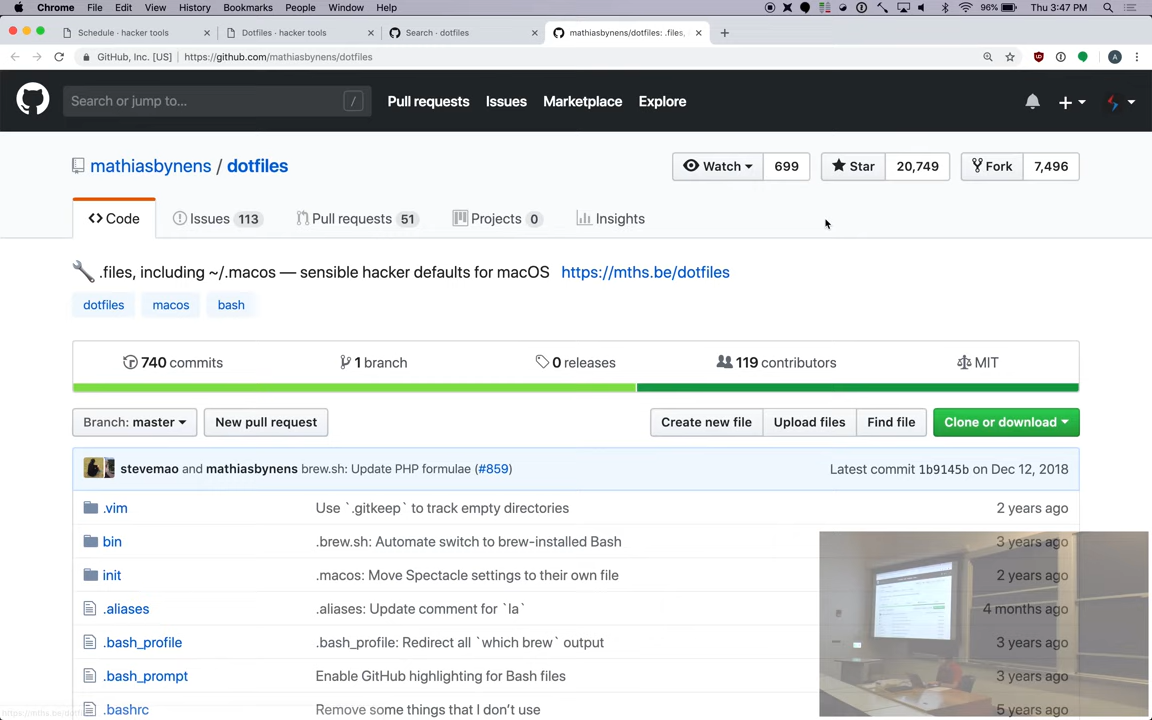 Chrome File Edit View History Bookmarks People Window Help 96% Thu 3:47 PM
Schedule · hacker tools Dotfiles · hacker tools Search · dotfiles mathiasbynens/dotfiles: .files,
GitHub, Inc. [US] https://github.com/mathiasbynens/dotfiles A
Search or jump to... / Pull requests Issues Marketplace Explore
mathiasbynens / dotfiles Watch 699 Star 20,749 Fork 7,496
Code Issues 113 Pull requests 51 Projects 0 Insights
.files, including ~/.macos — sensible hacker defaults for macOS https://mths.be/dotfiles
dotfiles macos bash
740 commits 1 branch 0 releases 119 contributors MIT
Branch: master New pull request Create new file Upload files Find file Clone or download
stevemao and mathiasbynens brew.sh: Update PHP formulae (#859) Latest commit 1b9145b on Dec 12, 2018
.vim Use `.gitkeep` to track empty directories 2 years ago
bin .brew.sh: Automate switch to brew-installed Bash 3 years ago
init .macos: Move Spectacle settings to their own file 2 years ago
.aliases .aliases: Update comment for `la` 4 months ago
.bash_profile .bash_profile: Redirect all `which brew` output 3 years ago
.bash_prompt Enable GitHub highlighting for Bash files 3 years ago
.bashrc Remove some things that I don't use 5 years ago